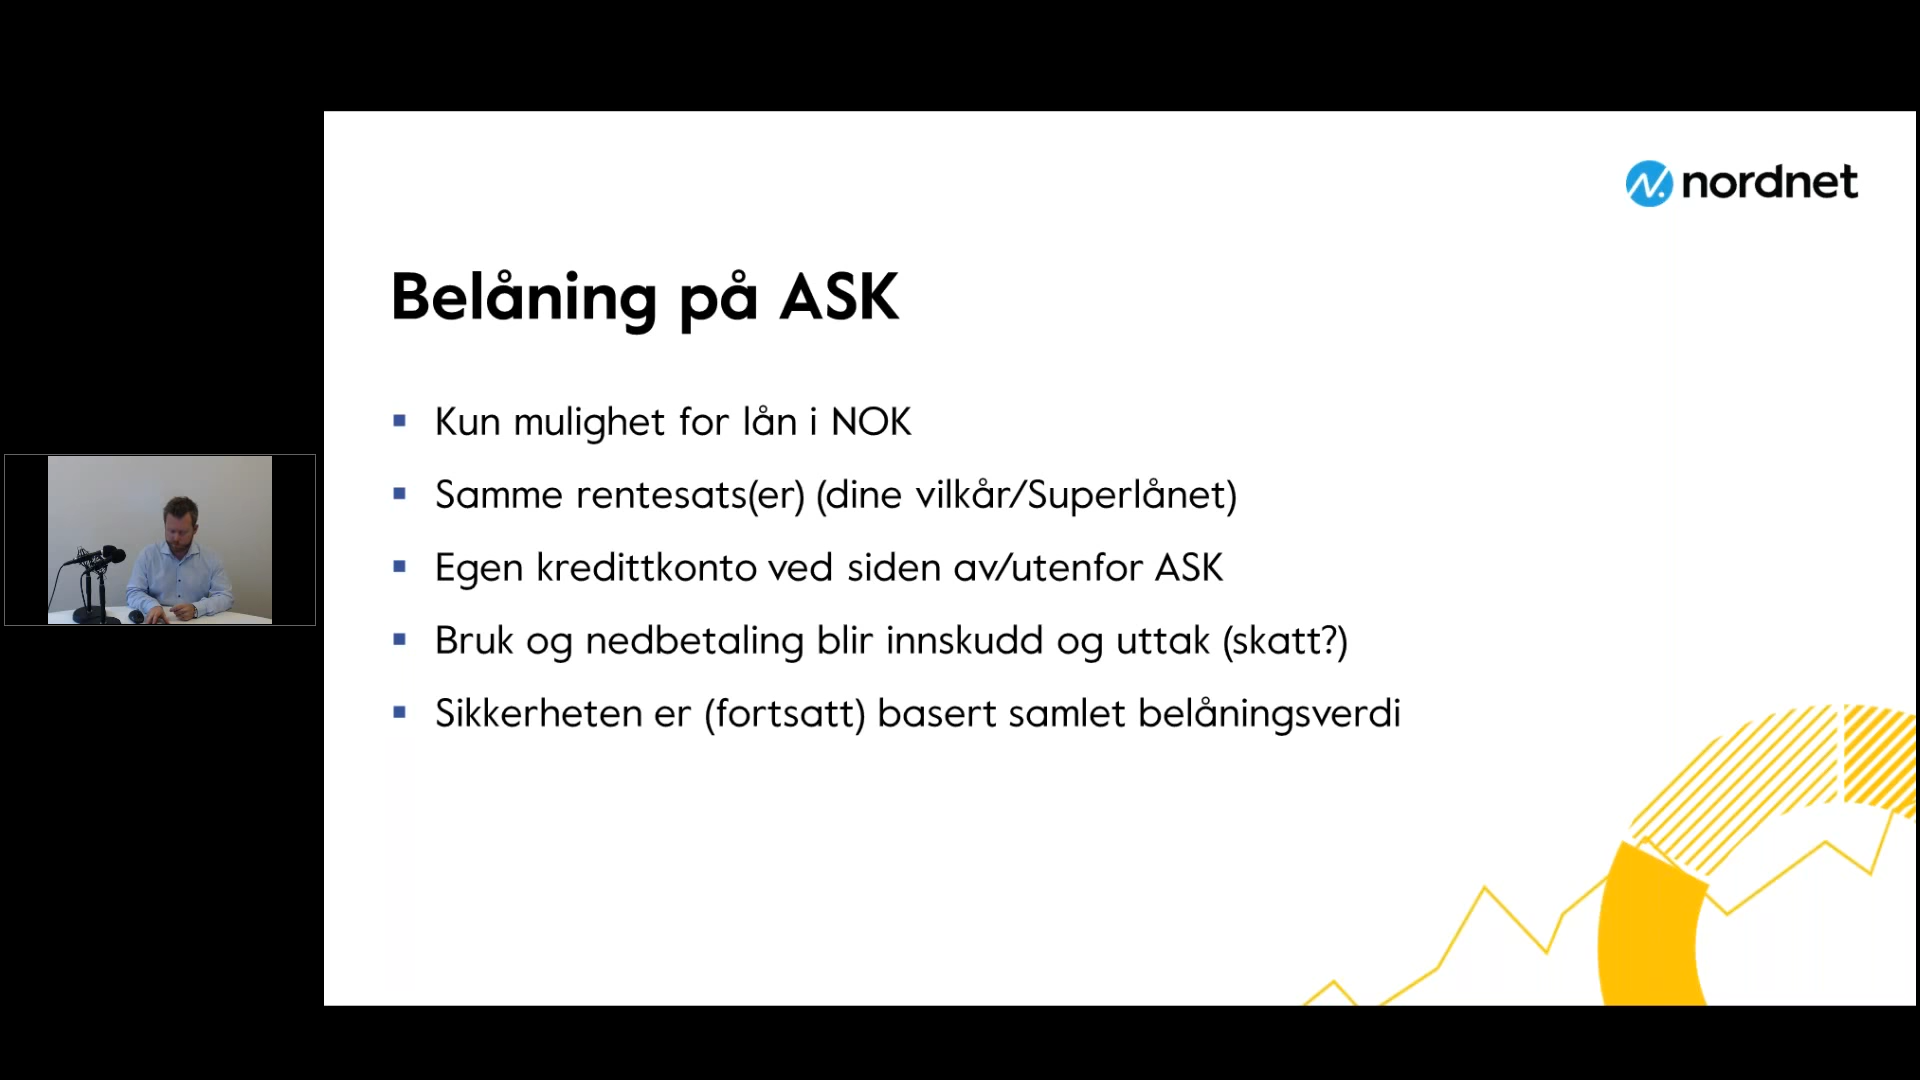 nordnet
Belåning på ASK
▪ Kun mulighet for lån i NOK
▪ Samme rentesats(er) (dine vilkår/Superlånet)
▪ Egen kredittkonto ved siden av/utenfor ASK
▪ Bruk og nedbetaling blir innskudd og uttak (skatt?)
▪ Sikkerheten er (fortsatt) basert samlet belåningsverdi